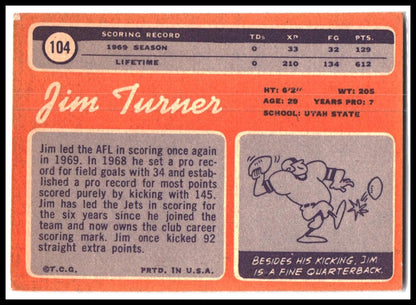 104
SCORING RECORD TDs XP FG PTS.
1969 SEASON 0 33 32 129
LIFETIME 0 210 134 612
Jim Turner
HT: 6'2" WT: 205
AGE: 29 YEARS PRO: 7
SCHOOL: UTAH STATE
Jim led the AFL in scoring once again
in 1969. In 1968 he set a pro record
for field goals with 34 and estab-
lished a pro record for most points
scored purely by kicking with 145.
Jim has led the Jets in scoring for
the six years since he joined the
team and now owns the club career
scoring mark. Jim once kicked 92
straight extra points.
©T.C.G. PRTD. IN U.S.A.
BESIDES HIS KICKING, JIM
IS A FINE QUARTERBACK.